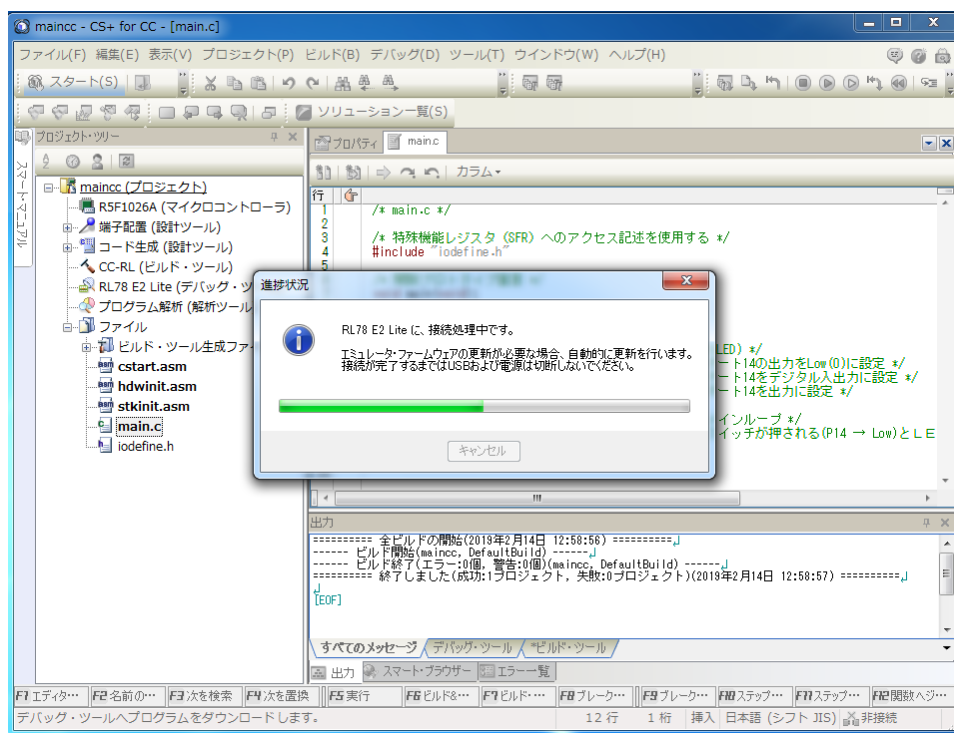 maincc - CS+ for CC - [main.c]
ファイル(F) 編集(E) 表示(V) プロジェクト(P) ビルド(B) デバッグ(D) ツール(T) ウインドウ(W) ヘルプ(H)
スタート(S)
ソリューション一覧(S)
スマート・マニュアル
プロジェクト・ツリー
maincc (プロジェクト)
R5F1026A (マイクロコントローラ)
端子配置 (設計ツール)
コード生成 (設計ツール)
CC-RL (ビルド・ツール)
RL78 E2 Lite (デバッグ・ツ
プログラム解析 (解析ツール
ファイル
ビルド・ツール生成ファ
cstart.asm
hdwinit.asm
stkinit.asm
main.c
iodefine.h
プロパティ main.c
カラム
行
1 /* main.c */
2
3 /* 特殊機能レジスタ (SFR) へのアクセス記述を使用する */
4 #include "iodefine.h"
5
進捗状況
RL78 E2 Lite に、接続処理中です。
エミュレータ・ファームウェアの更新が必要な場合、自動的に更新を行います。
接続が完了するまではUSBおよび電源は切断しないでください。
キャンセル
LED) */
ート14の出力をLow(0)に設定 */
ート14をデジタル入出力に設定 */
ート14を出力に設定 */
インループ */
イッチが押される(P14 → Low)とＬＥ
出力
========== 全ビルドの開始(2019年2月14日 12:58:56) ==========
------ ビルド開始(maincc, DefaultBuild) ------
------ ビルド終了(エラー:0個, 警告:0個)(maincc, DefaultBuild) ------
========== 終了しました(成功:1プロジェクト, 失敗:0プロジェクト)(2019年2月14日 12:58:57) ==========
[EOF]
すべてのメッセージ デバッグ・ツール *ビルド・ツール
出力 スマート・ブラウザー エラー一覧
F1 エディタ… F2 名前の… F3 次を検索 F4 次を置換 F5 実行 F6 ビルド&… F7 ビルド・… F8 ブレーク… F9 ブレーク… F10 ステップ… F11 ステップ… F12 関数へジ…
デバッグ・ツールへプログラムをダウンロードします。 12 行 1 桁 挿入 日本語 (シフト JIS) 非接続